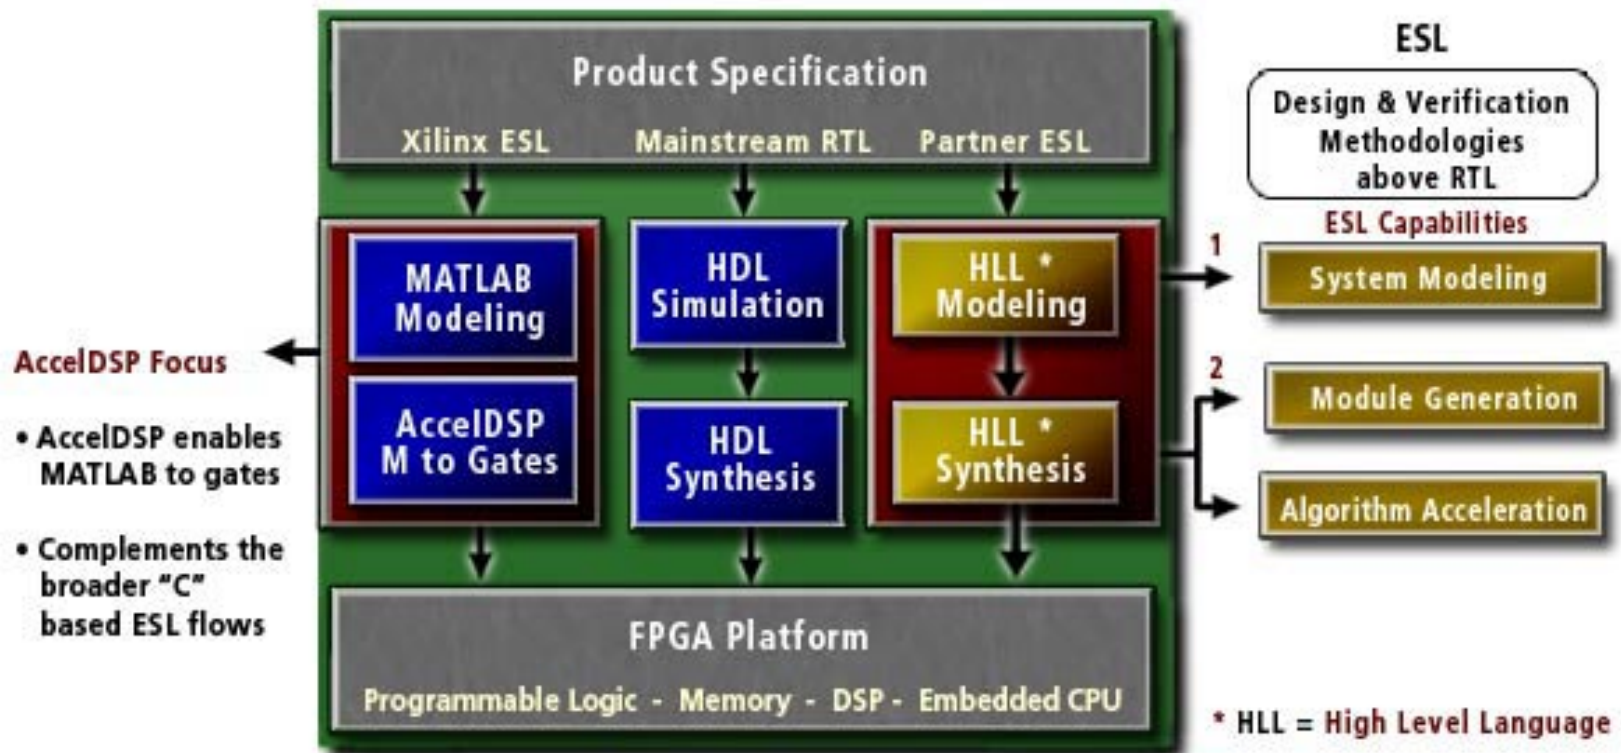 Product Specification
Xilinx ESL
Mainstream RTL
Partner ESL
MATLAB
Modeling
AccelDSP
M to Gates
HDL
Simulation
HDL
Synthesis
HLL *
Modeling
HLL *
Synthesis
FPGA Platform
Programmable Logic - Memory - DSP - Embedded CPU
AccelDSP Focus
• AccelDSP enables
MATLAB to gates
• Complements the
broader "C"
based ESL flows
ESL
Design & Verification
Methodologies
above RTL
ESL Capabilities
1
System Modeling
2
Module Generation
Algorithm Acceleration
* HLL = High Level Language